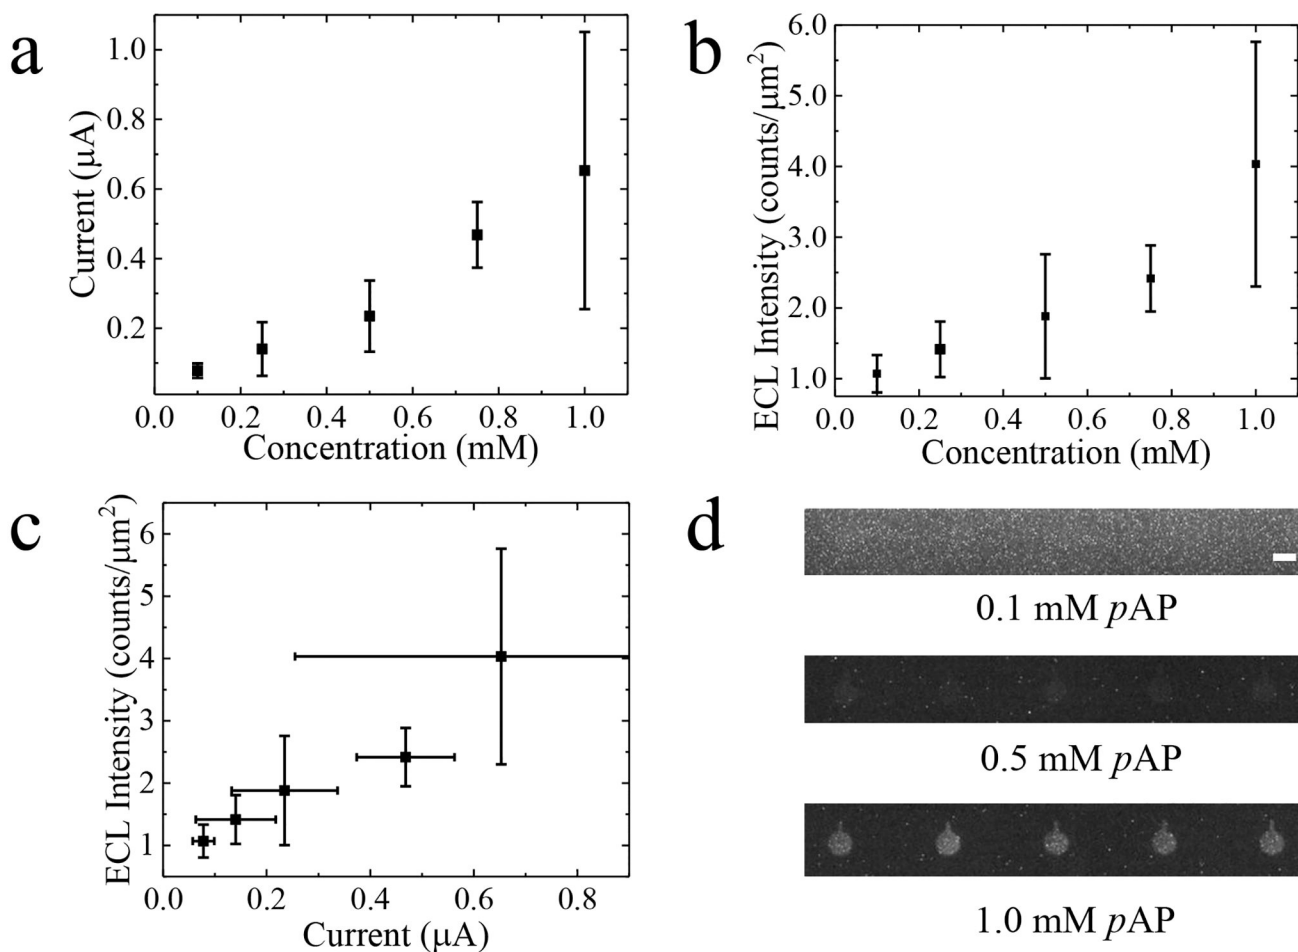 a
Current (μA)
1.0
0.8
0.6
0.4
0.2
0.0 0.2 0.4 0.6 0.8 1.0
Concentration (mM)
b
ECL Intensity (counts/μm²)
6.0
5.0
4.0
3.0
2.0
1.0
0.0 0.2 0.4 0.6 0.8 1.0
Concentration (mM)
c
ECL Intensity (counts/μm²)
6
5
4
3
2
1
0.0 0.2 0.4 0.6 0.8
Current (μA)
d
0.1 mM pAP
0.5 mM pAP
1.0 mM pAP